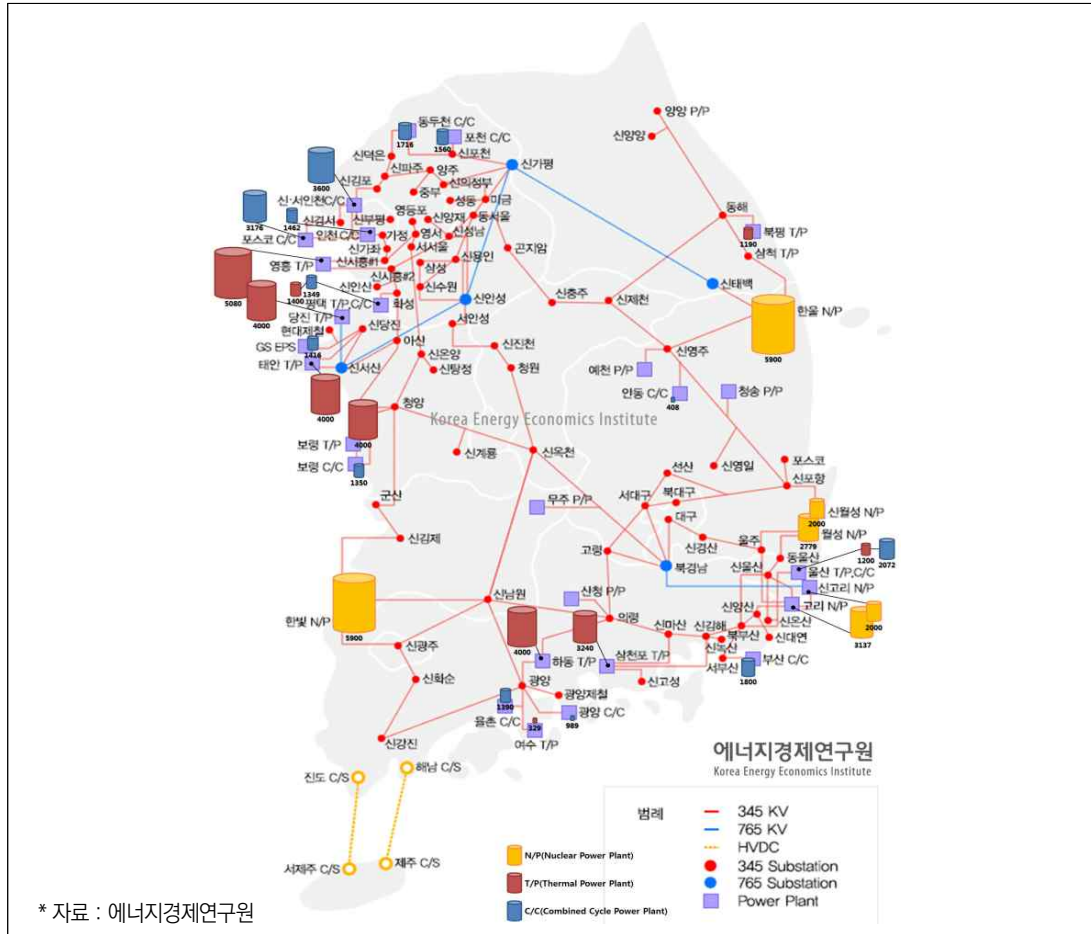 양양 P/P
신양양
동두천 C/C
1716
1560
포천 C/C
신포천
신덕은
신파주
양주
신가평
3600
신김포
중부
신의정부
성동
미금
동해
북평 T/P
1190
삼척 T/P
신·서인천C/C
3176
1462
신부평
영등포
신양재
동서울
포스코 C/C
인천 C/C
가정
영서
신성남
곤지암
신가좌
서서울
신용인
영흥 T/P
신시흥#1
삼성
신시흥#2
신안산
신수원
신안성
신충주
신제천
신태백
한울 N/P
5900
5080
4000
1400
1349
평택 T/P,C/C
화성
당진 T/P
신당진
서안성
현대제철
GS EPS
1416
아산
신진천
신영주
태안 T/P
신서산
신온양
신탕정
청원
예천 P/P
안동 C/C
408
청송 P/P
4000
청양
4000
Korea Energy Economics Institute
보령 T/P
보령 C/C
1350
신계룡
신옥천
선산
신영일
포스코
신포항
군산
무주 P/P
서대구
북대구
2000
신월성 N/P
신김제
대구
울주
2779
월성 N/P
고령
신경산
동울산
1200
2072
북경남
신울산
울산 T/P,C/C
신고리 N/P
한빛 N/P
5900
신남원
산청 P/P
의령
신양산
고리 N/P
신온산
2000
3137
신마산
신김해
북부산
신대연
신광주
4000
3240
신녹산
하동 T/P
삼천포 T/P
서부산
부산 C/C
1800
신화순
광양
신고성
광양제철
1390
율촌 C/C
광양 C/C
989
329
여수 T/P
신강진
에너지경제연구원
Korea Energy Economics Institute
진도 C/S
해남 C/S
서제주 C/S
제주 C/S
범례
345 KV
765 KV
HVDC
345 Substation
765 Substation
Power Plant
N/P(Nuclear Power Plant)
T/P(Thermal Power Plant)
C/C(Combined Cycle Power Plant)
* 자료 : 에너지경제연구원